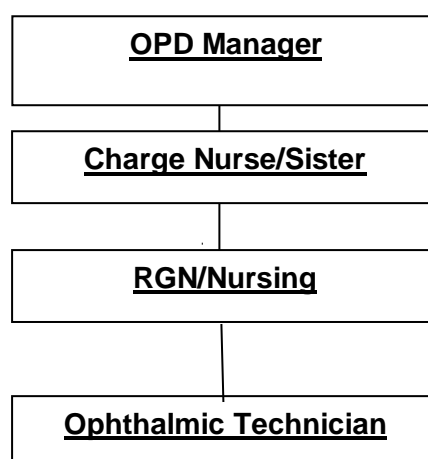 OPD Manager
Charge Nurse/Sister
RGN/Nursing
Ophthalmic Technician